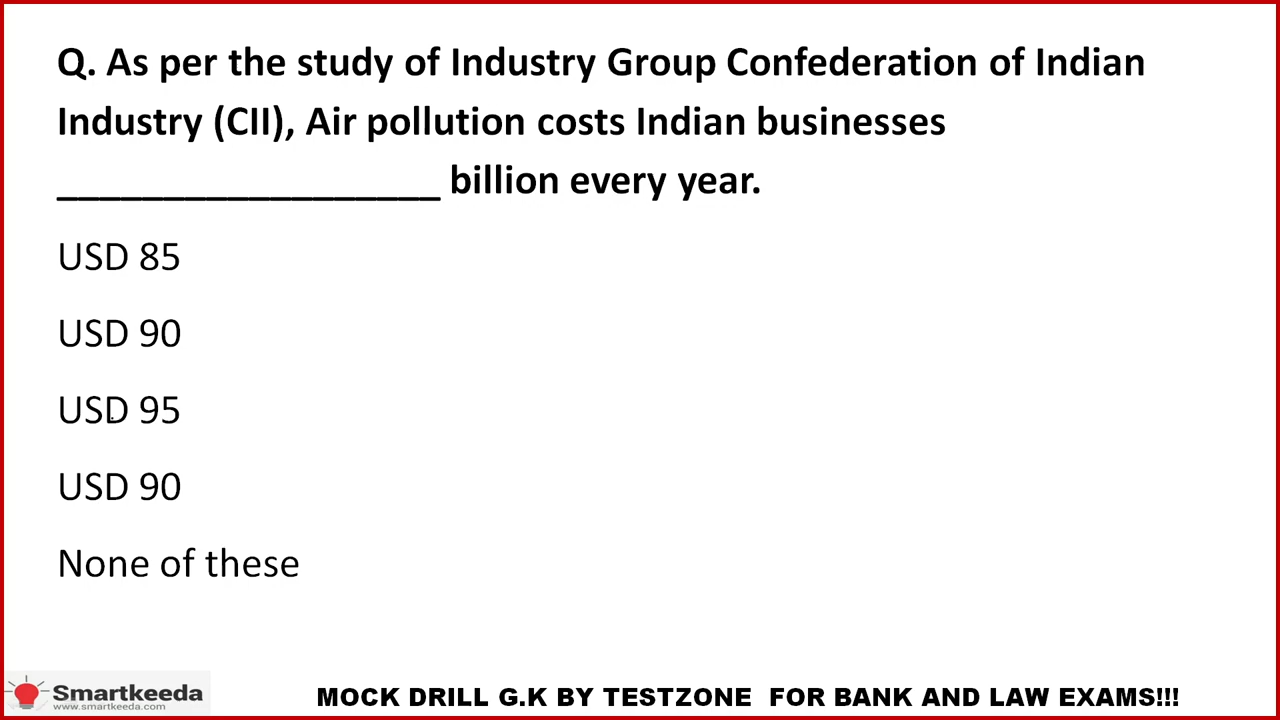 Q. As per the study of Industry Group Confederation of Indian
Industry (CII), Air pollution costs Indian businesses
__________________ billion every year.
USD 85
USD 90
USD 95
USD 90
None of these
Smartkeeda
www.smartkeeda.com
MOCK DRILL G.K BY TESTZONE FOR BANK AND LAW EXAMS!!!